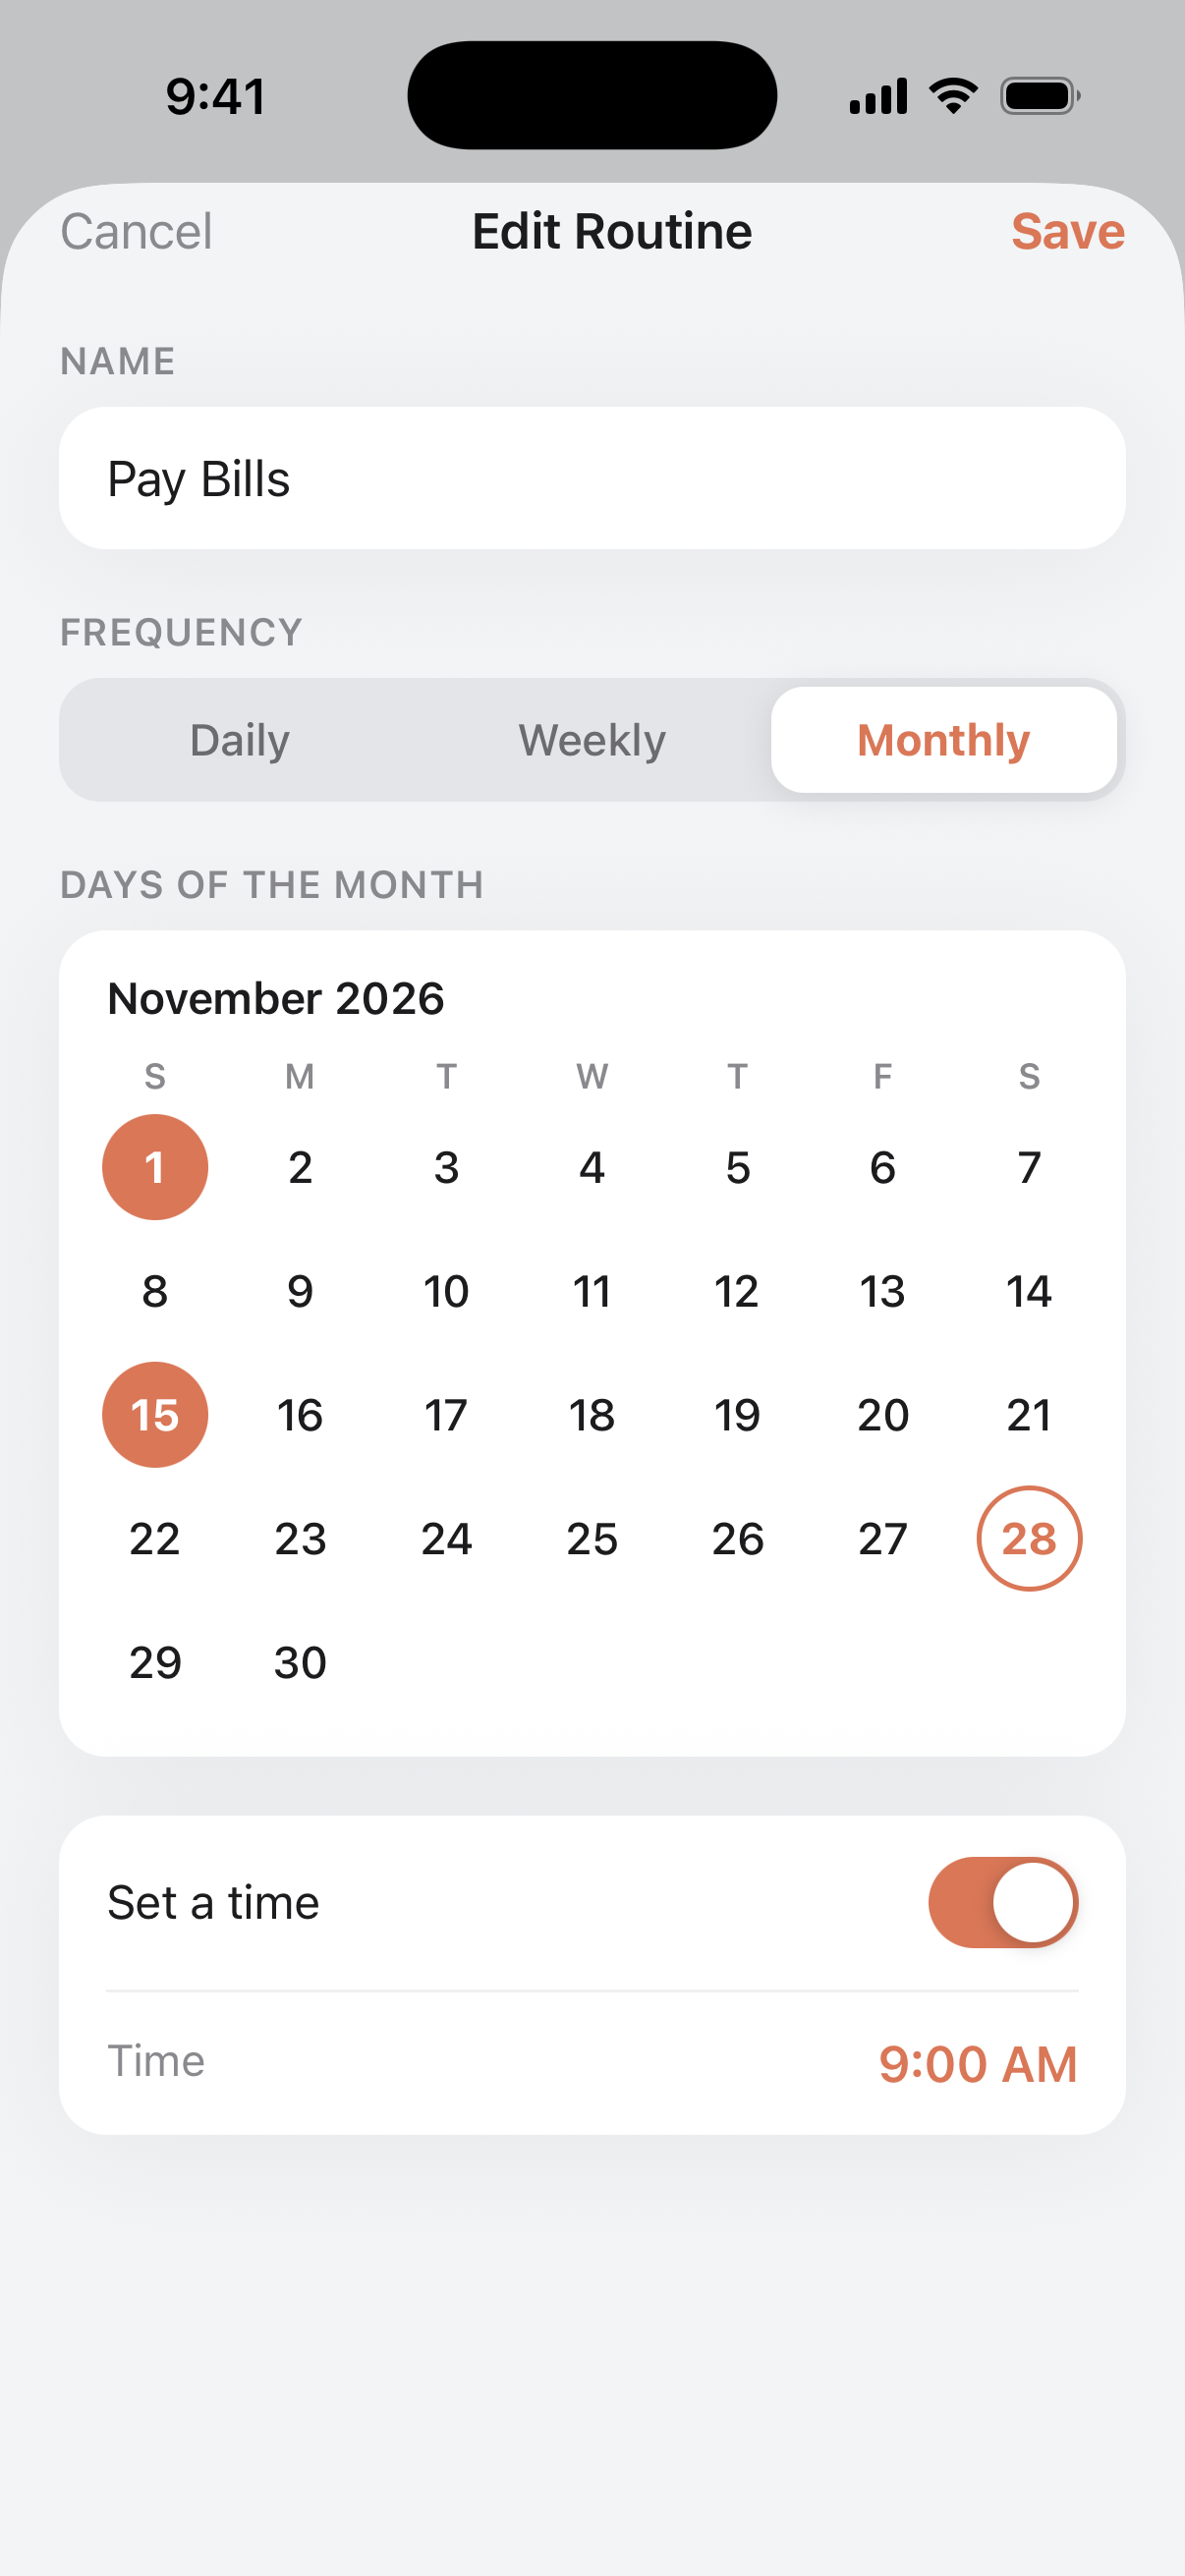 9:41
Cancel Edit Routine Save
NAME
Pay Bills
FREQUENCY
Daily Weekly Monthly
DAYS OF THE MONTH
November 2026
S M T W T F S
1 2 3 4 5 6 7
8 9 10 11 12 13 14
15 16 17 18 19 20 21
22 23 24 25 26 27 28
29 30
Set a time
Time 9:00 AM